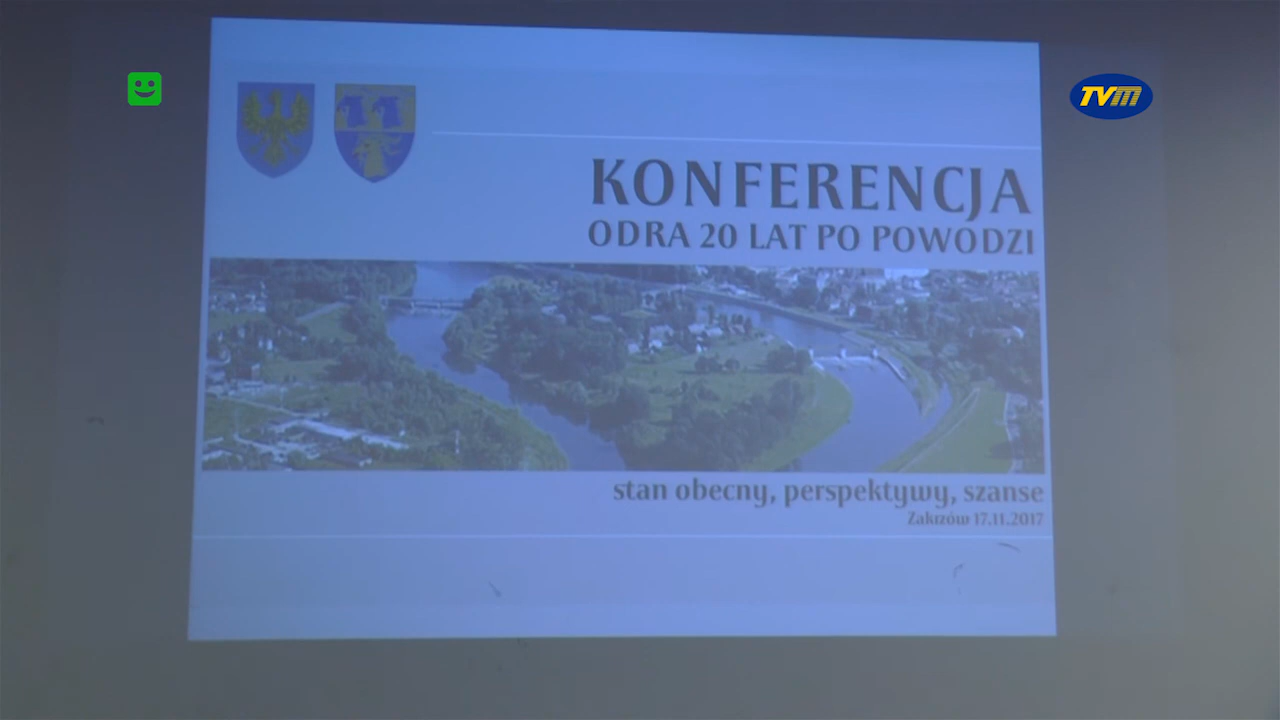 TVM
KONFERENCJA
ODRA 20 LAT PO POWODZI
stan obecny, perspektywy, szanse
Zakrzów 17.11.2017